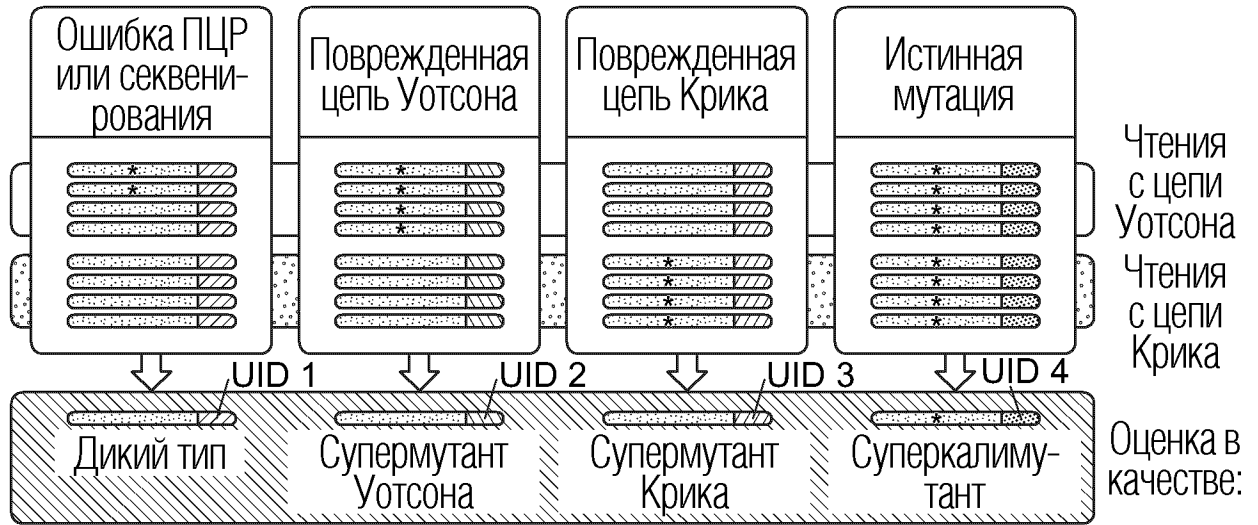 Ошибка ПЦР
или секвени-
рования
Поврежденная
цепь Уотсона
Поврежденная
цепь Крика
Истинная
мутация
Чтения
с цепи
Уотсона
Чтения
с цепи
Крика
UID 1
UID 2
UID 3
UID 4
Дикий тип
Супермутант
Уотсона
Супермутант
Крика
Суперкалиму-
тант
Оценка в
качестве: